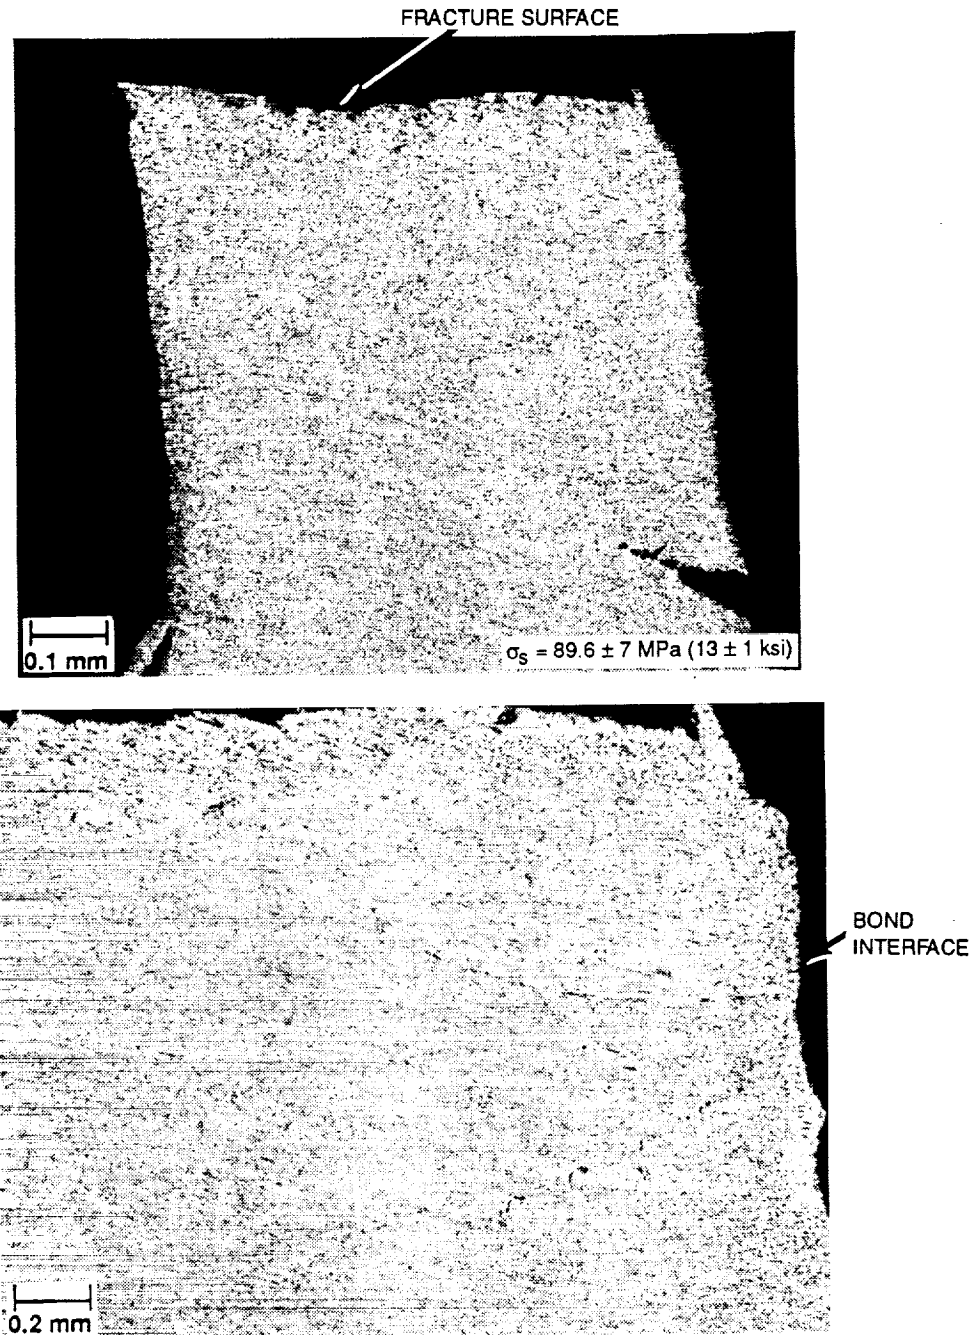 FRACTURE SURFACE
0.1 mm
σS = 89.6 ± 7 MPa (13 ± 1 ksi)
BOND
INTERFACE
0.2 mm